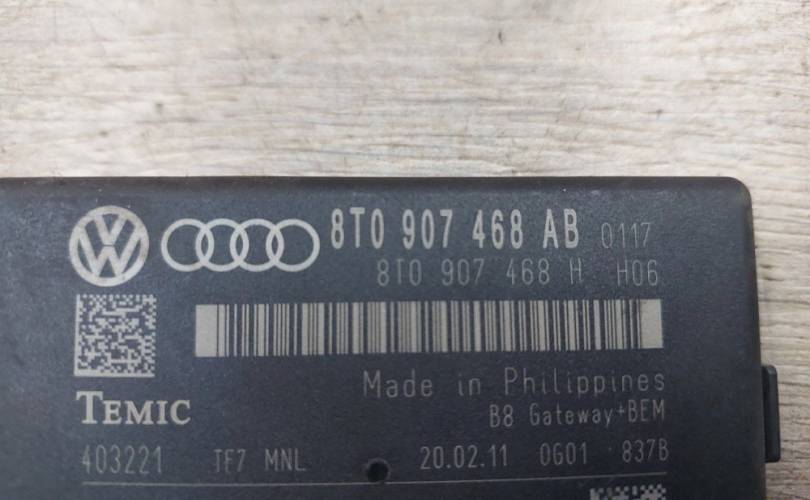 8T0 907 468 AB 0117
8T0 907 468 H H06
Made in Philippines
TEMIC
B8 Gateway+BEM
403221 TF7 MNL 20.02.11 0G01 837B